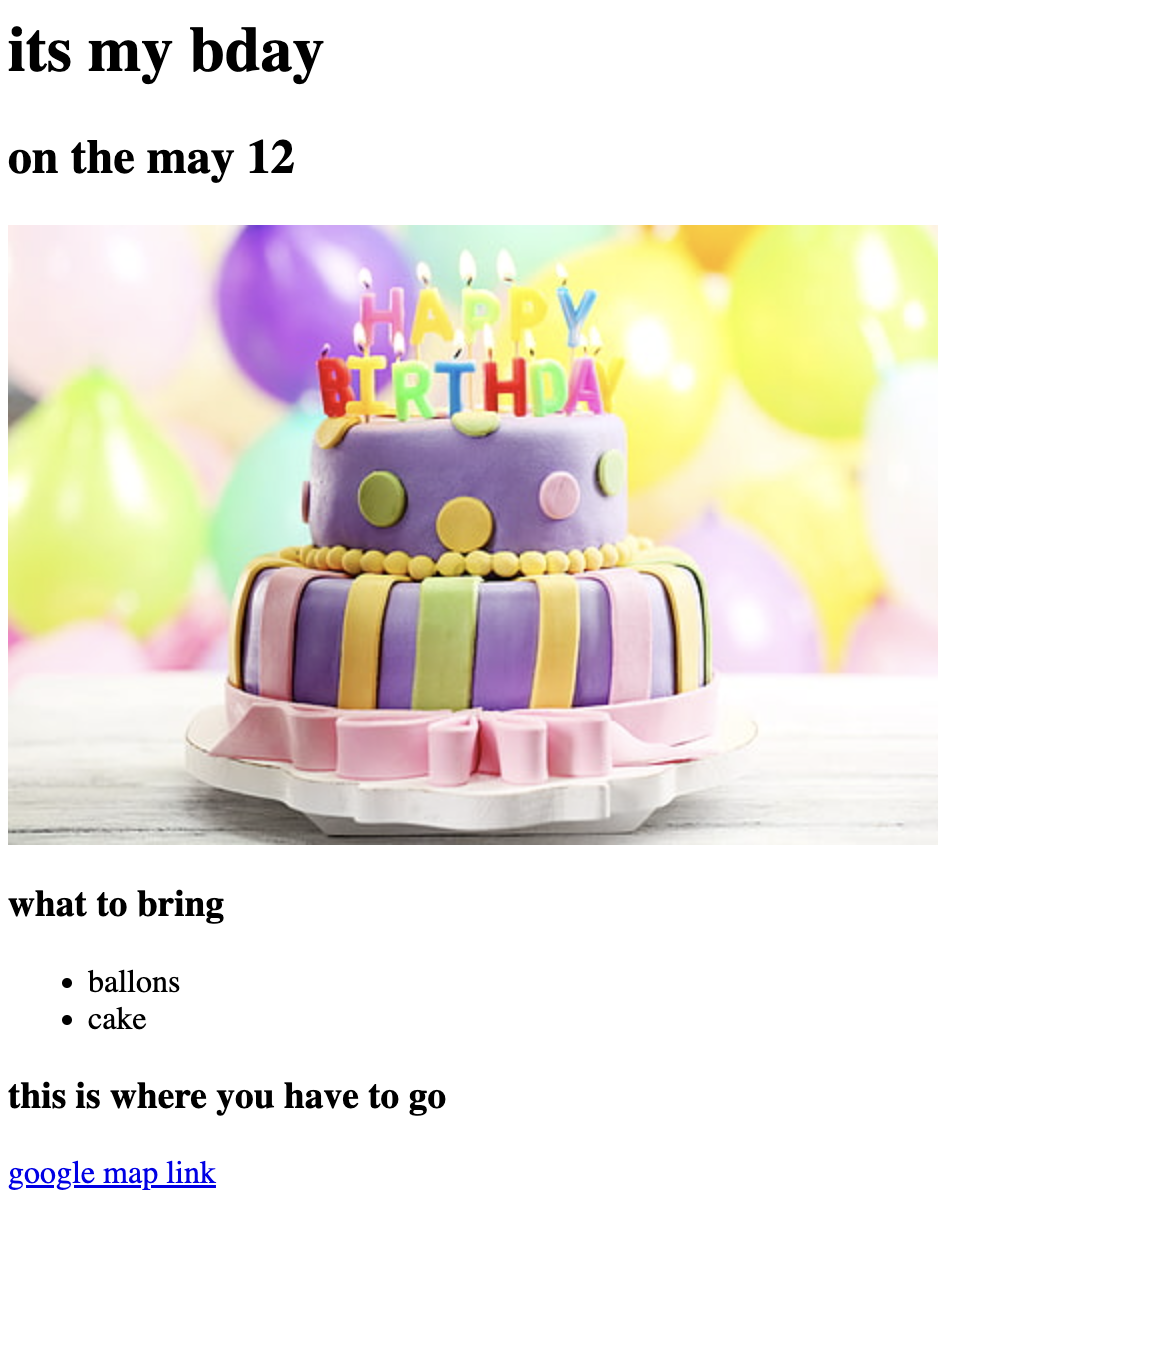 its my bday
on the may 12
HAPPY
BIRTHDAY
what to bring
ballons
cake
this is where you have to go
google map link